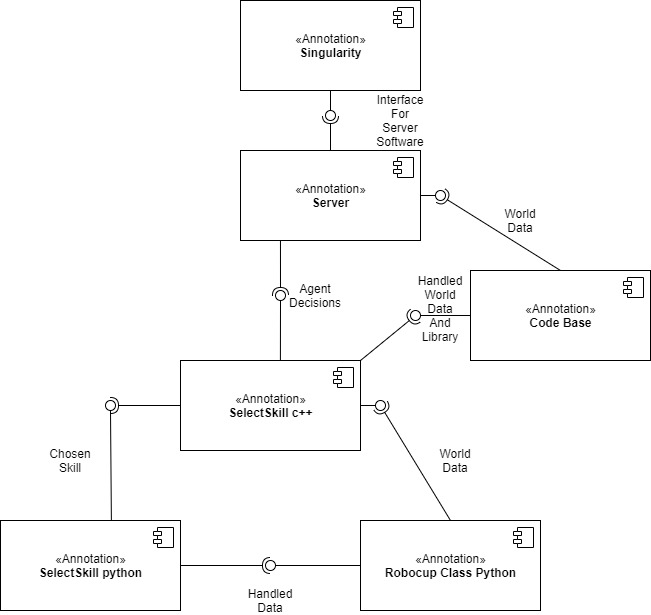 «Annotation»
Singularity
Interface
For
Server
Software
«Annotation»
Server
World
Data
Agent
Decisions
Handled
World
Data
And
Library
«Annotation»
Code Base
«Annotation»
SelectSkill c++
Chosen
Skill
World
Data
«Annotation»
SelectSkill python
Handled
Data
«Annotation»
Robocup Class Python